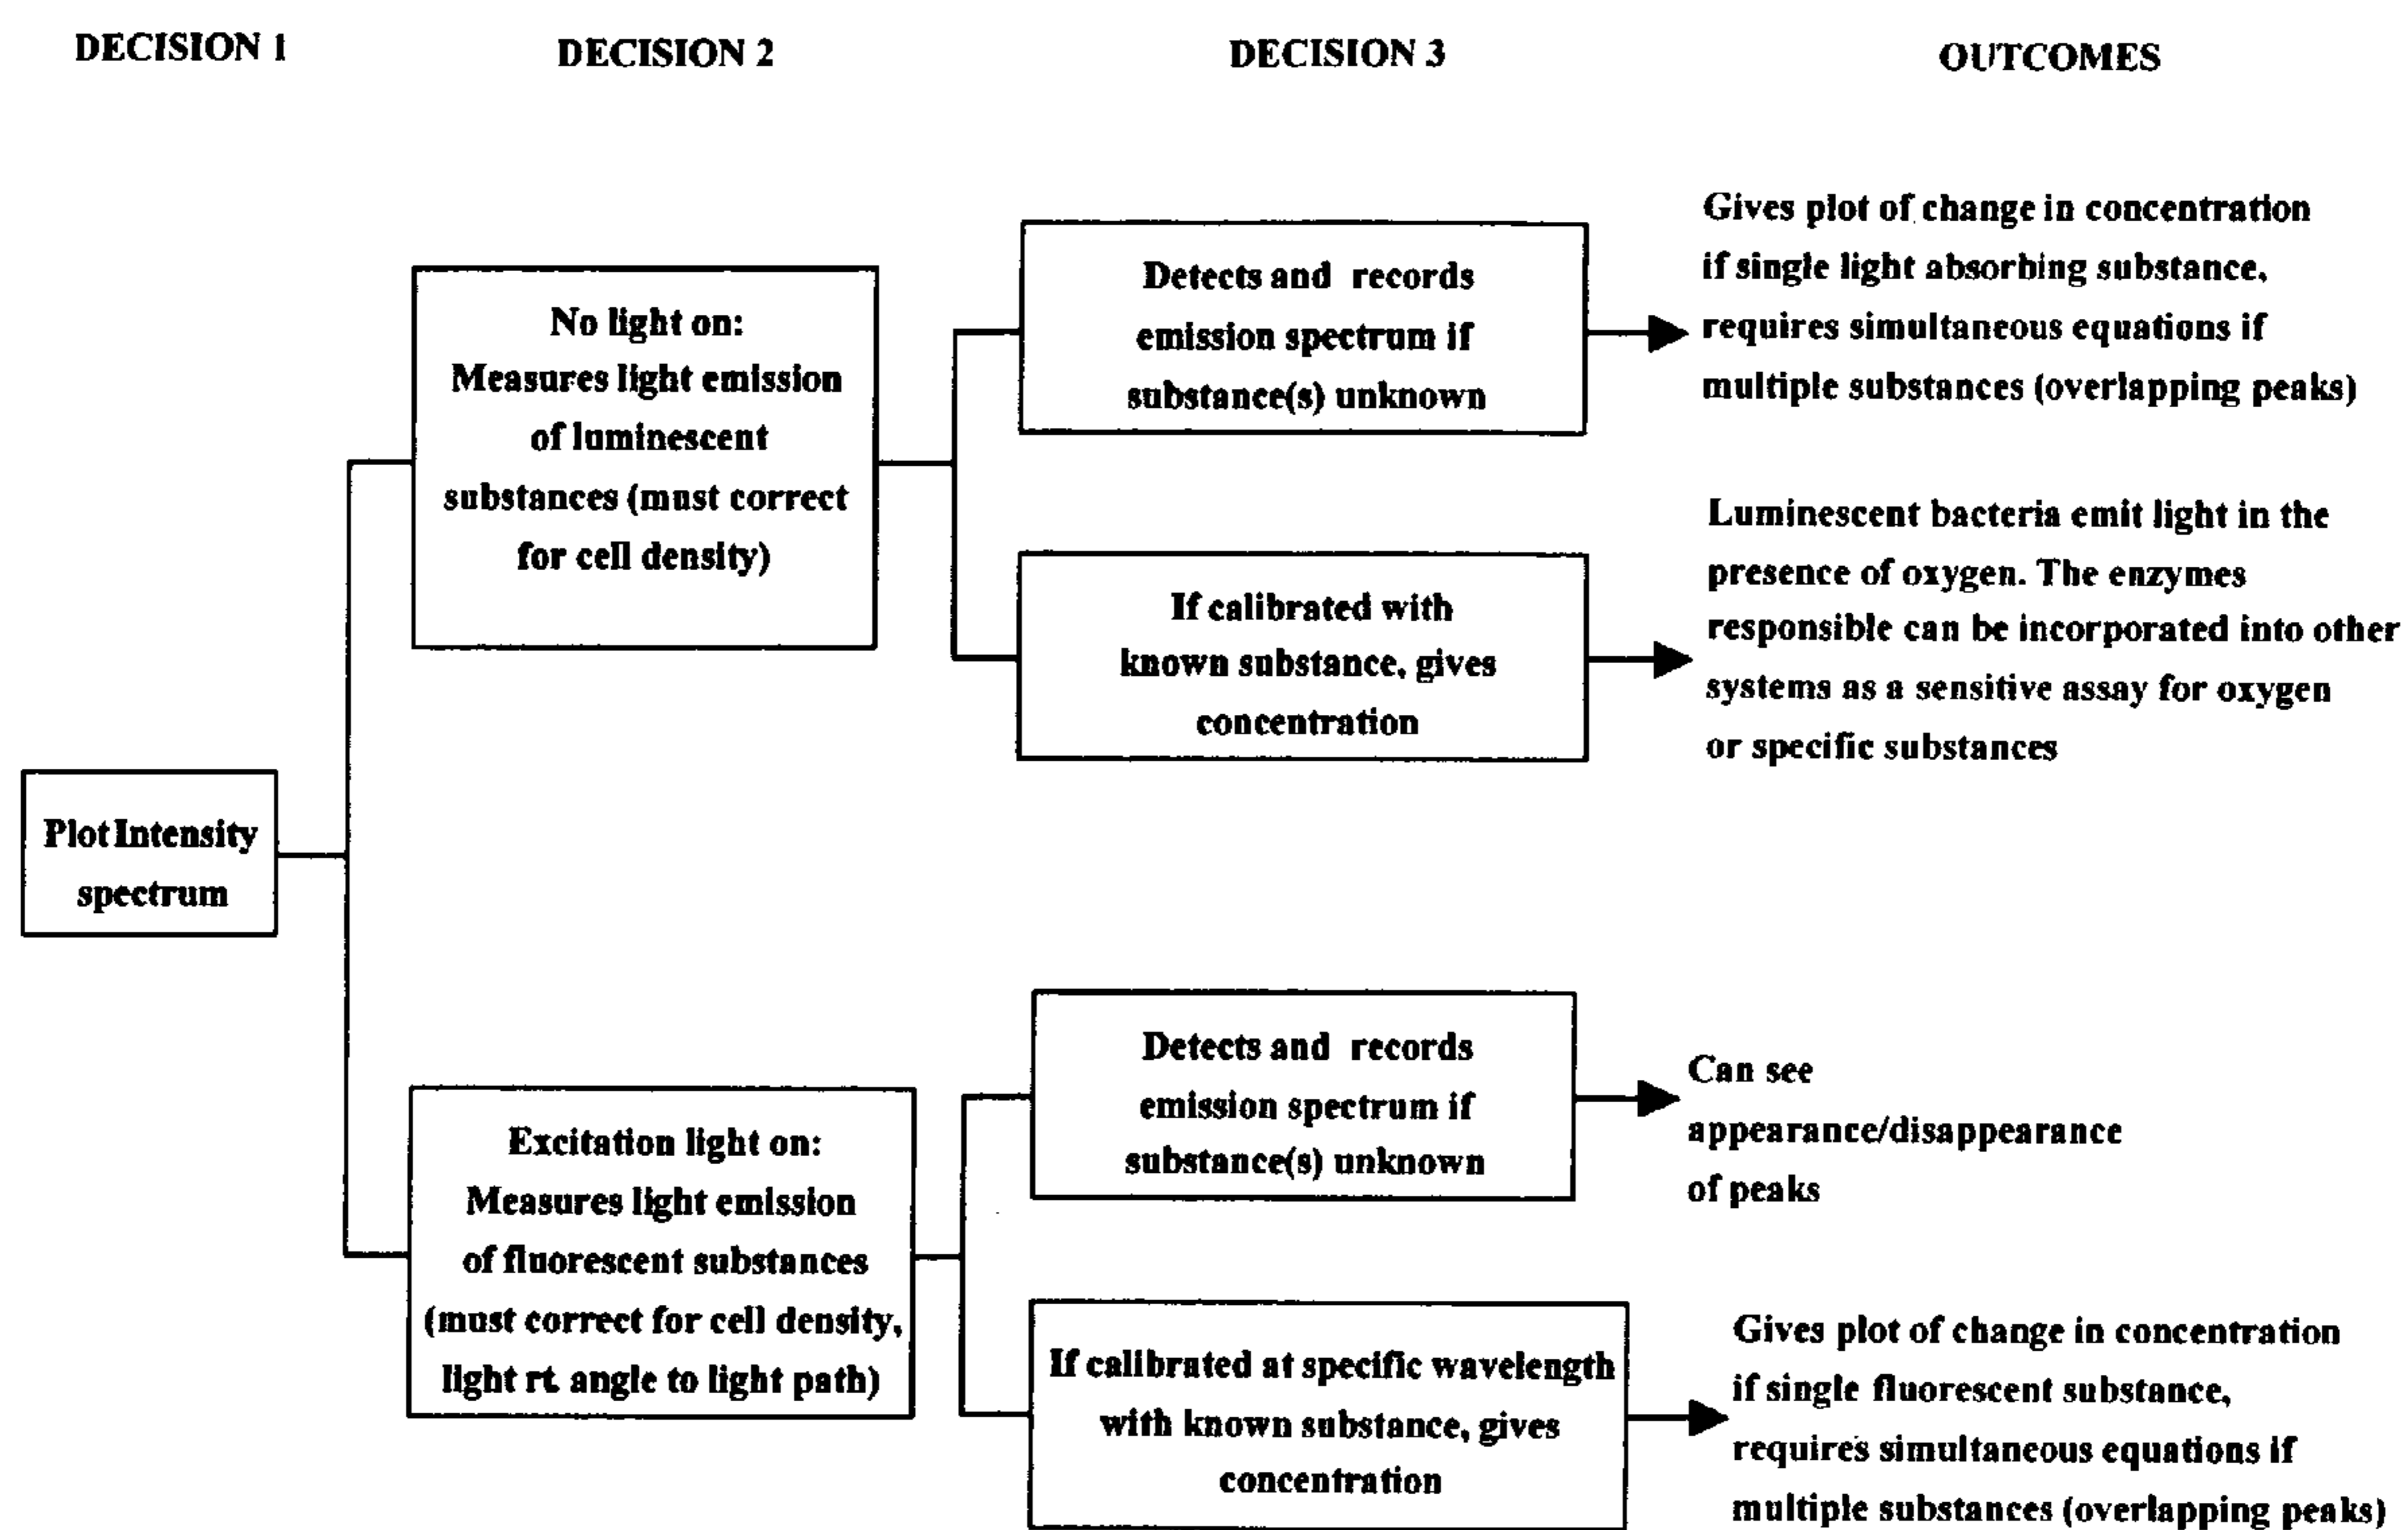 DECISION 1
DECISION 2
DECISION 3
OUTCOMES
Plot Intensity
spectrum
No light on:
Measures light emission
of luminescent
substances (must correct
for cell density)
Detects and records
emission spectrum if
substance(s) unknown
Gives plot of change in concentration
if single light absorbing substance,
requires simultaneous equations if
multiple substances (overlapping peaks)
If calibrated with
known substance, gives
concentration
Luminescent bacteria emit light in the
presence of oxygen. The enzymes
responsible can be incorporated into other
systems as a sensitive assay for oxygen
or specific substances
Excitation light on:
Measures light emission
of fluorescent substances
(must correct for cell density,
light rt. angle to light path)
Detects and records
emission spectrum if
substance(s) unknown
Can see
appearance/disappearance
of peaks
If calibrated at specific wavelength
with known substance, gives
concentration
Gives plot of change in concentration
if single fluorescent substance,
requires simultaneous equations if
multiple substances (overlapping peaks)